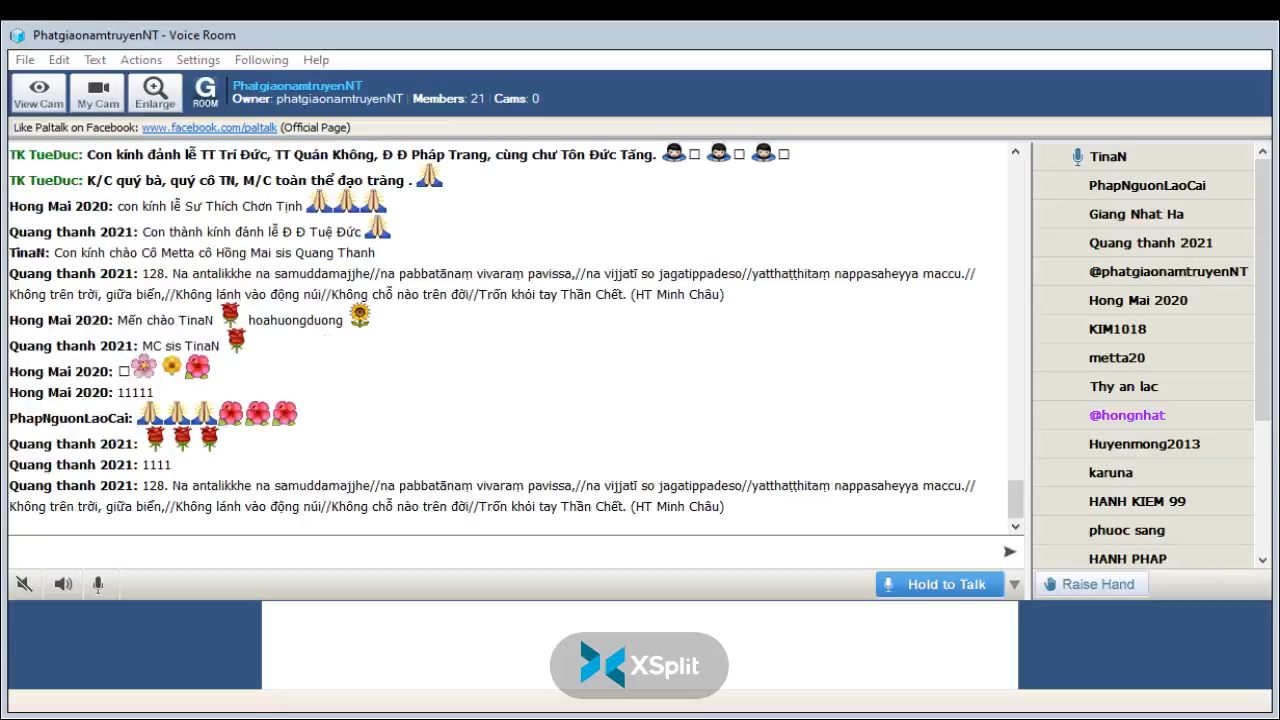 PhatgiaonamtruyenNT - Voice Room
File Edit Text Actions Settings Following Help
View Cam My Cam Enlarge G ROOM
PhatgiaonamtruyenNT
Owner: phatgiaonamtruyenNT Members: 21 Cams: 0
Like Paltalk on Facebook: www.facebook.com/paltalk (Official Page)
TK TueDuc: Con kính đảnh lễ TT Trí Đức, TT Quán Không, Đ Đ Pháp Trang, cùng chư Tôn Đức Tăng.
TK TueDuc: K/C quý bà, quý cô TN, M/C toàn thể đạo tràng .
Hong Mai 2020: con kính lễ Sư Thích Chơn Tịnh
Quang thanh 2021: Con thành kính đảnh lễ Đ Đ Tuệ Đức
TinaN: Con kính chào Cô Metta cô Hồng Mai sis Quang Thanh
Quang thanh 2021: 128. Na antalikkhe na samuddamajjhe//na pabbatānaṃ vivaraṃ pavissa,//na vijjatī so jagatippadeso//yatthaṭṭhitaṃ nappasaheyya maccu.//
Không trên trời, giữa biển,//Không lánh vào động núi//Không chỗ nào trên đời//Trốn khỏi tay Thần Chết. (HT Minh Châu)
Hong Mai 2020: Mến chào TinaN hoahuongduong
Quang thanh 2021: MC sis TinaN
Hong Mai 2020:
Hong Mai 2020: 11111
PhapNguonLaoCai:
Quang thanh 2021:
Quang thanh 2021: 1111
Quang thanh 2021: 128. Na antalikkhe na samuddamajjhe//na pabbatānaṃ vivaraṃ pavissa,//na vijjatī so jagatippadeso//yatthaṭṭhitaṃ nappasaheyya maccu.//
Không trên trời, giữa biển,//Không lánh vào động núi//Không chỗ nào trên đời//Trốn khỏi tay Thần Chết. (HT Minh Châu)
TinaN
PhapNguonLaoCai
Giang Nhat Ha
Quang thanh 2021
@phatgiaonamtruyenNT
Hong Mai 2020
KIM1018
metta20
Thy an lac
@hongnhat
Huyenmong2013
karuna
HANH KIEM 99
phuoc sang
HANH PHAP
Hold to Talk
Raise Hand
XSplit